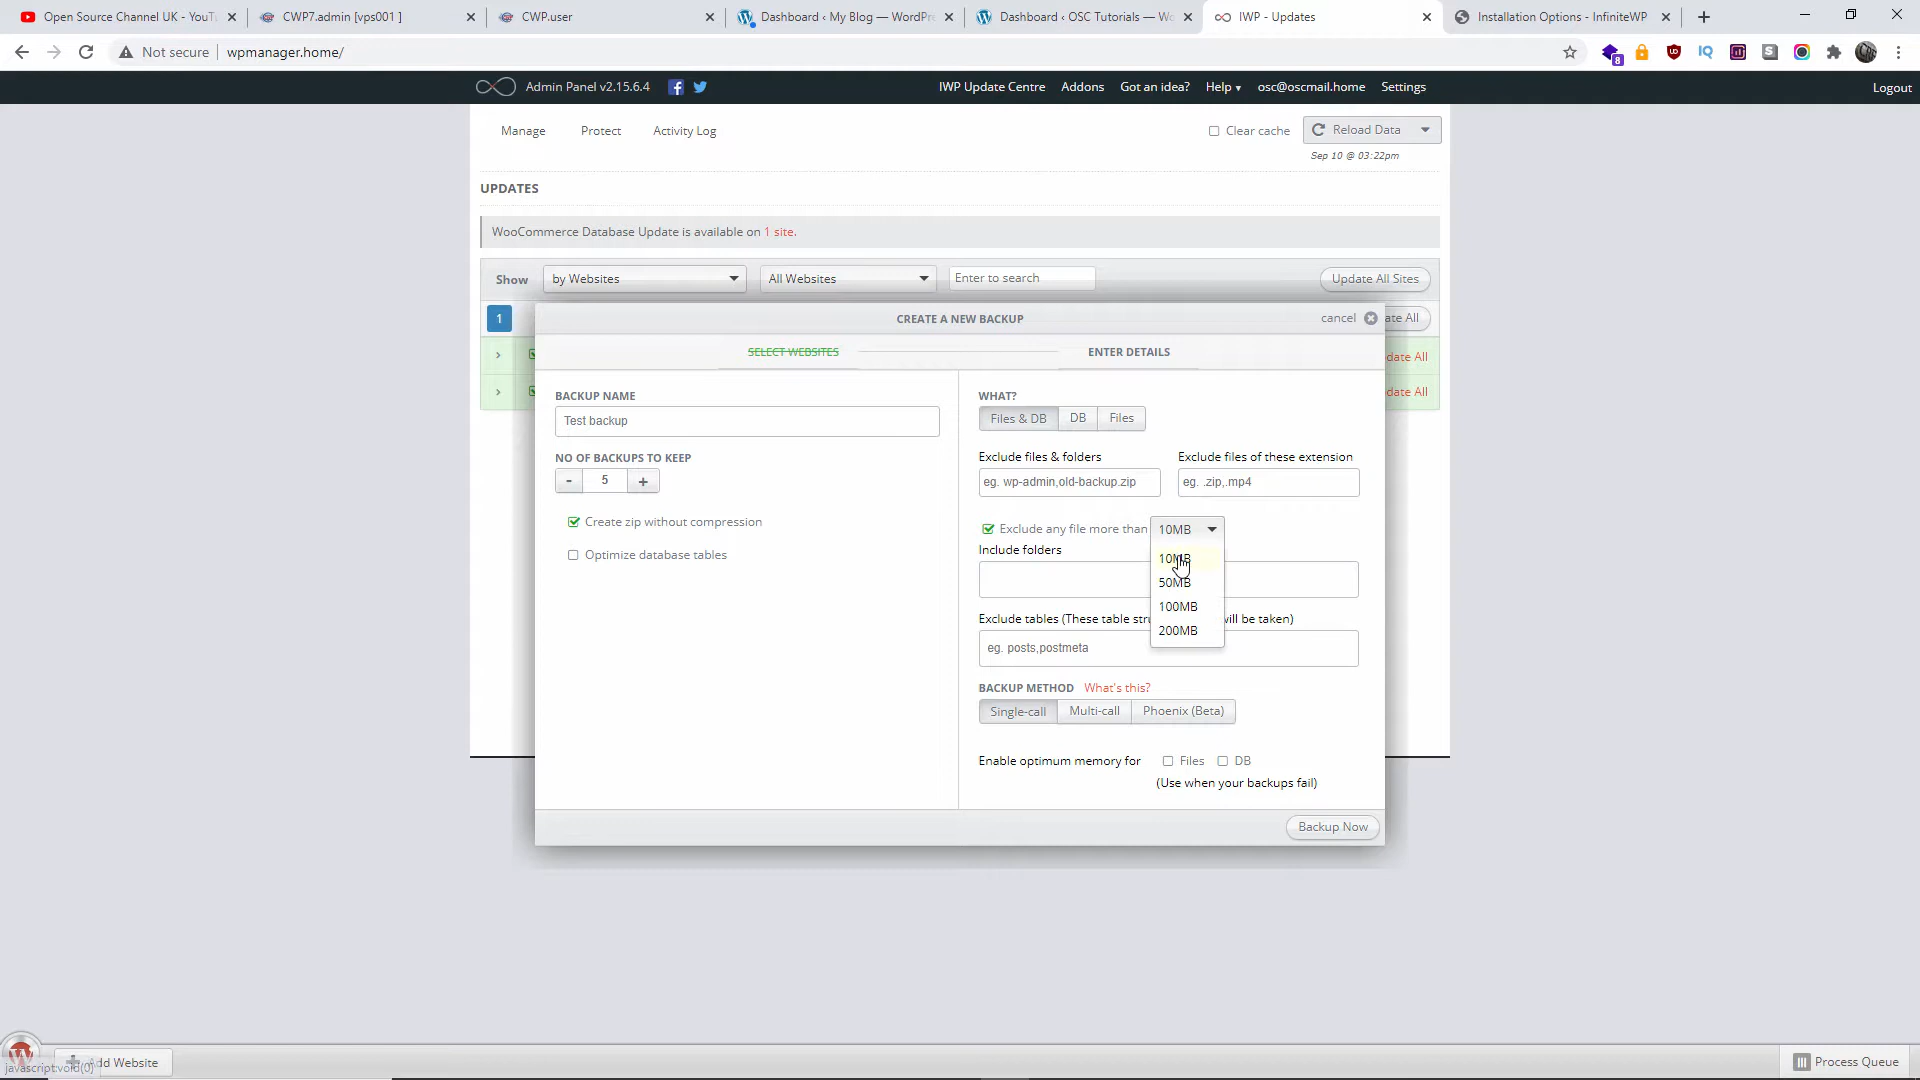 Open Source Channel UK - YouT
CWP7.admin [vps001 ]
CWP.user
Dashboard ‹ My Blog — WordPre
Dashboard ‹ OSC Tutorials — Wo
IWP - Updates
Installation Options - InfiniteWP
Not secure
wpmanager.home/
8
Admin Panel v2.15.6.4
IWP Update Centre
Addons
Got an idea?
Help
osc@oscmail.home
Settings
Logout
Manage
Protect
Activity Log
Clear cache
Reload Data
Sep 10 @ 03:22pm
UPDATES
WooCommerce Database Update is available on 1 site.
Show
by Websites
All Websites
Enter to search
Update All Sites
1
CREATE A NEW BACKUP
cancel
ate All
SELECT WEBSITES
ENTER DETAILS
date All
date All
BACKUP NAME
Test backup
NO OF BACKUPS TO KEEP
- 5 +
Create zip without compression
Optimize database tables
WHAT?
Files & DB
DB
Files
Exclude files & folders
Exclude files of these extension
eg. wp-admin,old-backup.zip
eg. .zip,.mp4
Exclude any file more than
10MB
Include folders
10MB
50MB
100MB
200MB
Exclude tables (These table stru
will be taken)
eg. posts,postmeta
BACKUP METHOD What's this?
Single-call
Multi-call
Phoenix (Beta)
Enable optimum memory for
Files
DB
(Use when your backups fail)
Backup Now
dd Website
javascript:void(0)
Process Queue